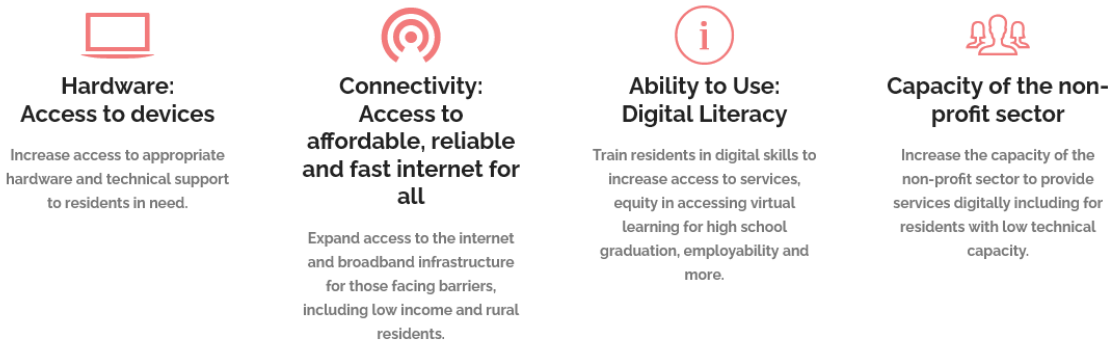 Hardware:
Access to devices
Increase access to appropriate
hardware and technical support
to residents in need.
Connectivity:
Access to
affordable, reliable
and fast internet for
all
Expand access to the internet
and broadband infrastructure
for those facing barriers,
including low income and rural
residents.
i
Ability to Use:
Digital Literacy
Train residents in digital skills to
increase access to services,
equity in accessing virtual
learning for high school
graduation, employability and
more.
Capacity of the non-
profit sector
Increase the capacity of the
non-profit sector to provide
services digitally including for
residents with low technical
capacity.